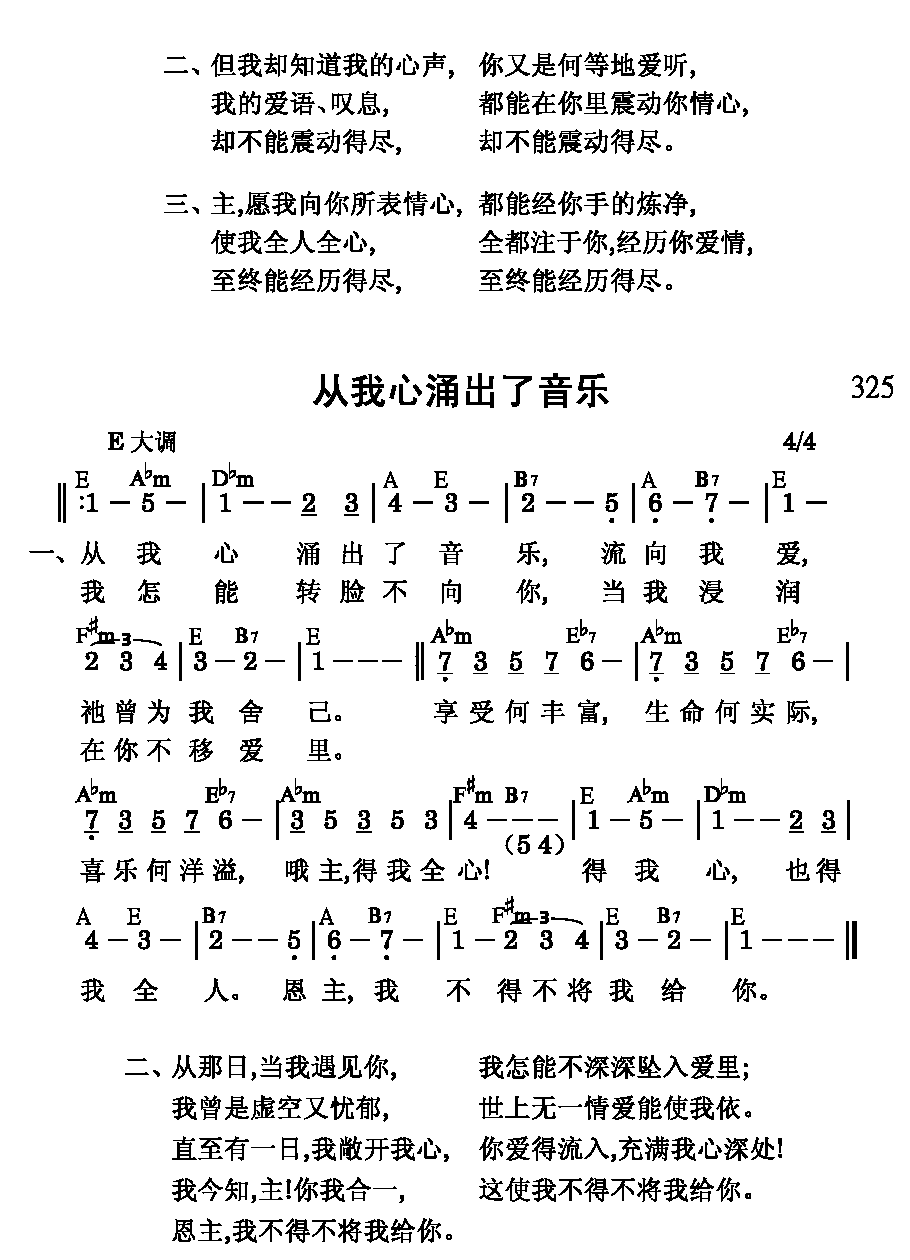 二、但我却知道我的心声, 你又是何等地爱听,
我的爱语、叹息, 都能在你里震动你情心,
却不能震动得尽, 却不能震动得尽。
三、主,愿我向你所表情心, 都能经你手的炼净,
使我全人全心, 全都注于你,经历你爱情,
至终能经历得尽, 至终能经历得尽。
从我心涌出了音乐 325
E 大调 4/4
E A♭m D♭m A E B7 A B7 E
‖:1 - 5 - | 1 - - 2 3 | 4 - 3 - | 2 - - 5 | 6 - 7 - | 1 -
一、从 我 心 涌 出 了 音 乐, 流 向 我 爱,
我 怎 能 转 脸 不 向 你, 当 我 浸 润
F♯m 3 E B7 E A♭m E♭7 A♭m E♭7
2 3 4 | 3 - 2 - | 1 - - - ‖ 7 3 5 7 6 - | 7 3 5 7 6 - |
祂 曾 为 我 舍 己。 享 受 何 丰 富, 生 命 何 实 际,
在 你 不 移 爱 里。
A♭m E♭7 A♭m F♯m B7 E A♭m D♭m
7 3 5 7 6 - | 3 5 3 5 3 | 4 - - - | 1 - 5 - | 1 - - 2 3 |
(5 4)
喜 乐 何 洋 溢, 哦 主,得 我 全 心! 得 我 心, 也 得
A E B7 A B7 E F♯m 3 E B7 E
4 - 3 - | 2 - - 5 | 6 - 7 - | 1 - 2 3 4 | 3 - 2 - | 1 - - - ‖
我 全 人。 恩 主, 我 不 得 不 将 我 给 你。
二、从那日,当我遇见你, 我怎能不深深坠入爱里;
我曾是虚空又忧郁, 世上无一情爱能使我依。
直至有一日,我敞开我心, 你爱得流入,充满我心深处!
我今知,主!你我合一, 这使我不得不将我给你。
恩主,我不得不将我给你。